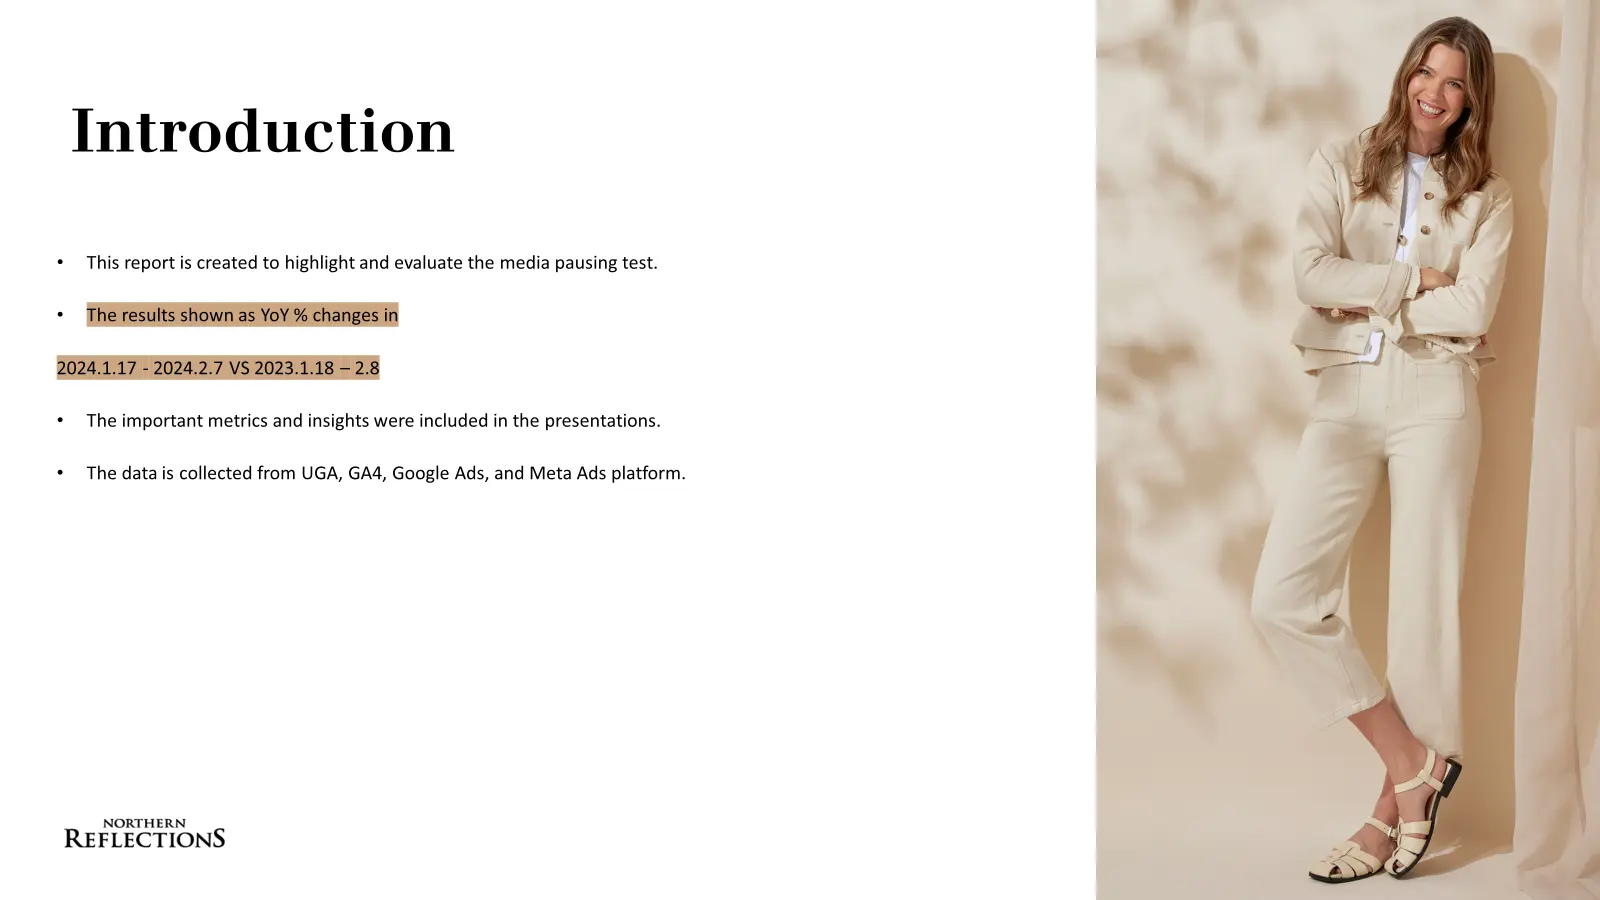 Introduction
• This report is created to highlight and evaluate the media pausing test.
• The results shown as YoY % changes in
2024.1.17 - 2024.2.7 VS 2023.1.18 – 2.8
• The important metrics and insights were included in the presentations.
• The data is collected from UGA, GA4, Google Ads, and Meta Ads platform.
NORTHERN
REFLECTIONS